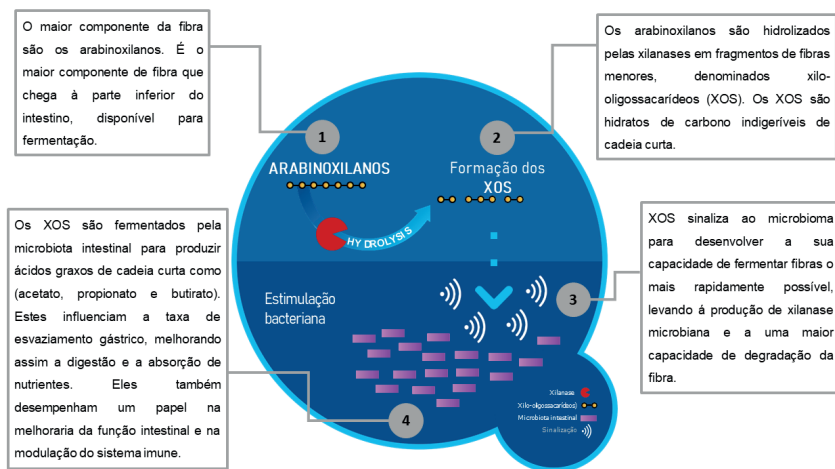 O maior componente da fibra
são os arabinoxilanos. É o
maior componente de fibra que
chega à parte inferior do
intestino, disponível para
fermentação.
Os arabinoxilanos são hidrolizados
pelas xilanases em fragmentos de fibras
menores, denominados xilo-
oligossacarídeos (XOS). Os XOS são
hidratos de carbono indigeríveis de
cadeia curta.
1
2
ARABINOXILANOS
Formação dos
XOS
HYDROLYSIS
Os XOS são fermentados pela
microbiota intestinal para produzir
ácidos graxos de cadeia curta como
(acetato, propionato e butirato).
Estes influenciam a taxa de
esvaziamento gástrico, melhorando
assim a digestão e a absorção de
nutrientes. Eles também
desempenham um papel na
melhoraria da função intestinal e na
modulação do sistema imune.
XOS sinaliza ao microbioma
para desenvolver a sua
capacidade de fermentar fibras o
mais rapidamente possível,
levando á produção de xilanase
microbiana e a uma maior
capacidade de degradação da
fibra.
3
Estimulação
bacteriana
4
Xilanase
Xilo-oligossacarídeos)
Microbiota intestinal
Sinalização